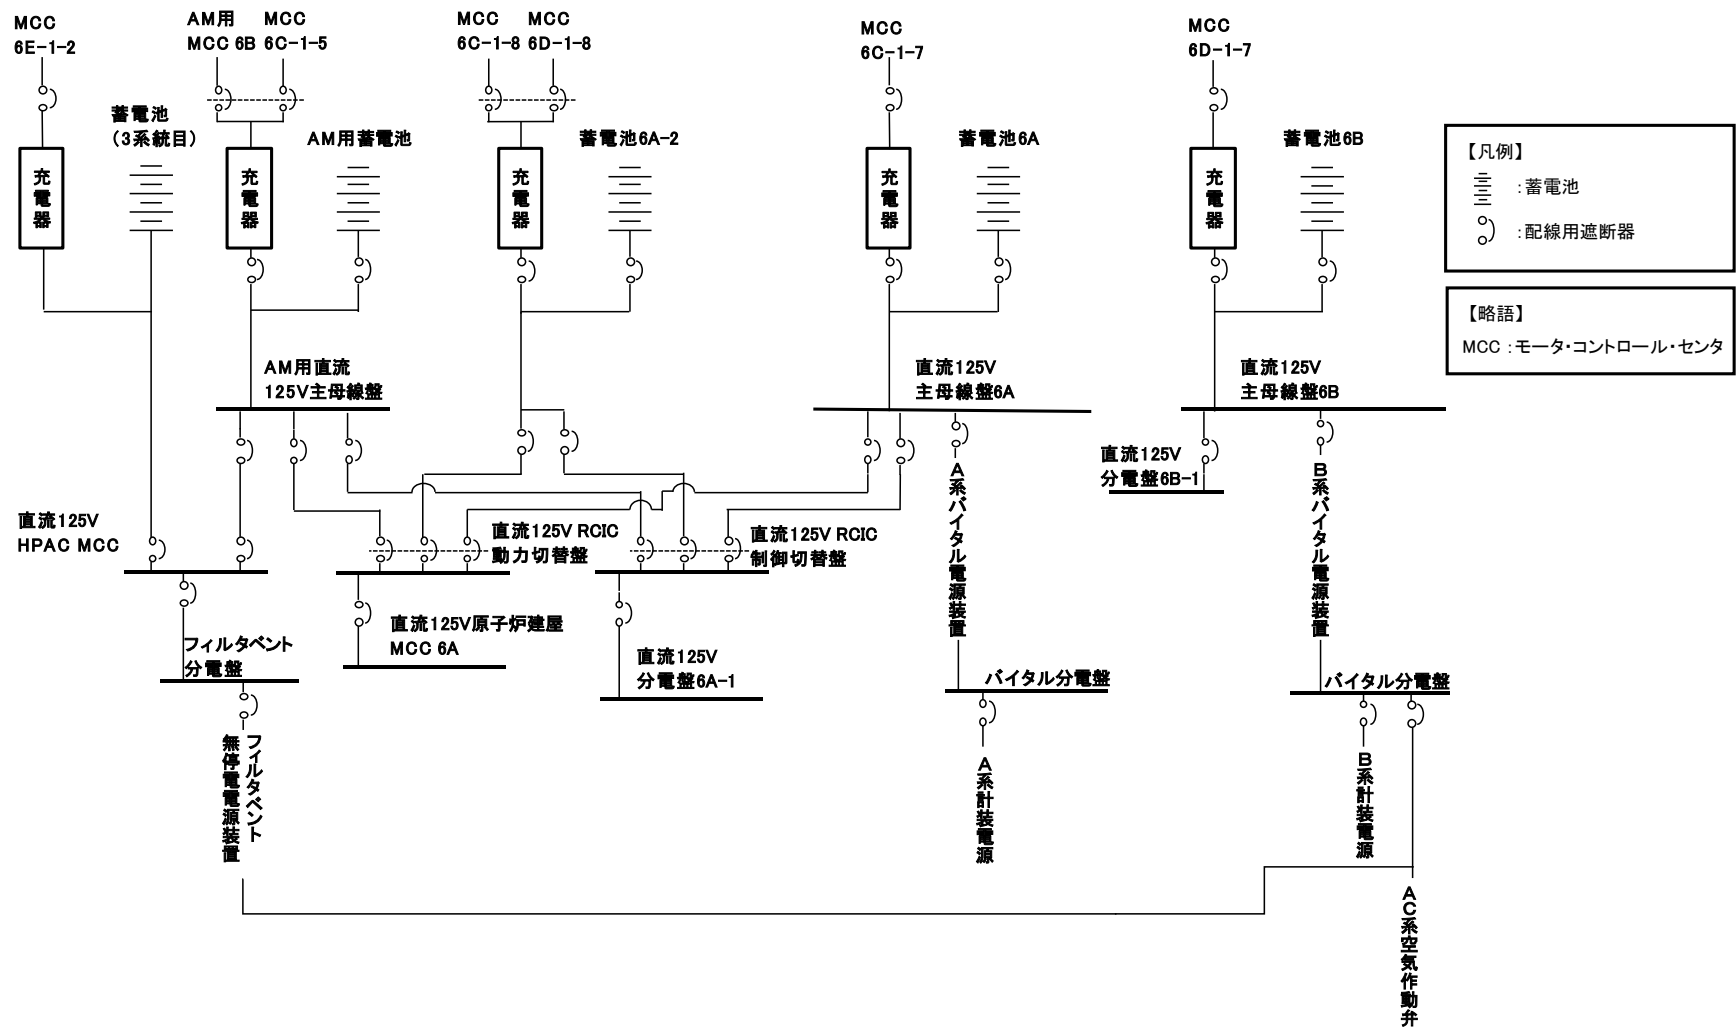 MCC
6E-1-2
AM用
MCC 6B
MCC
6C-1-5
MCC
6C-1-8
MCC
6D-1-8
MCC
6C-1-7
MCC
6D-1-7
蓄電池
(3系統目)
AM用蓄電池
蓄電池6A-2
蓄電池6A
蓄電池6B
充電器
充電器
充電器
充電器
充電器
【凡例】
:蓄電池
:配線用遮断器
【略語】
MCC:モータ・コントロール・センタ
AM用直流
125V主母線盤
直流125V
主母線盤6A
直流125V
主母線盤6B
直流125V
分電盤6B-1
直流125V
HPAC MCC
直流125V RCIC
動力切替盤
直流125V RCIC
制御切替盤
A系バイタル電源装置
B系バイタル電源装置
直流125V原子炉建屋
MCC 6A
直流125V
分電盤6A-1
フィルタベント
分電盤
バイタル分電盤
バイタル分電盤
フィルタベント
無停電電源装置
A系計装電源
B系計装電源
AC系空気作動弁